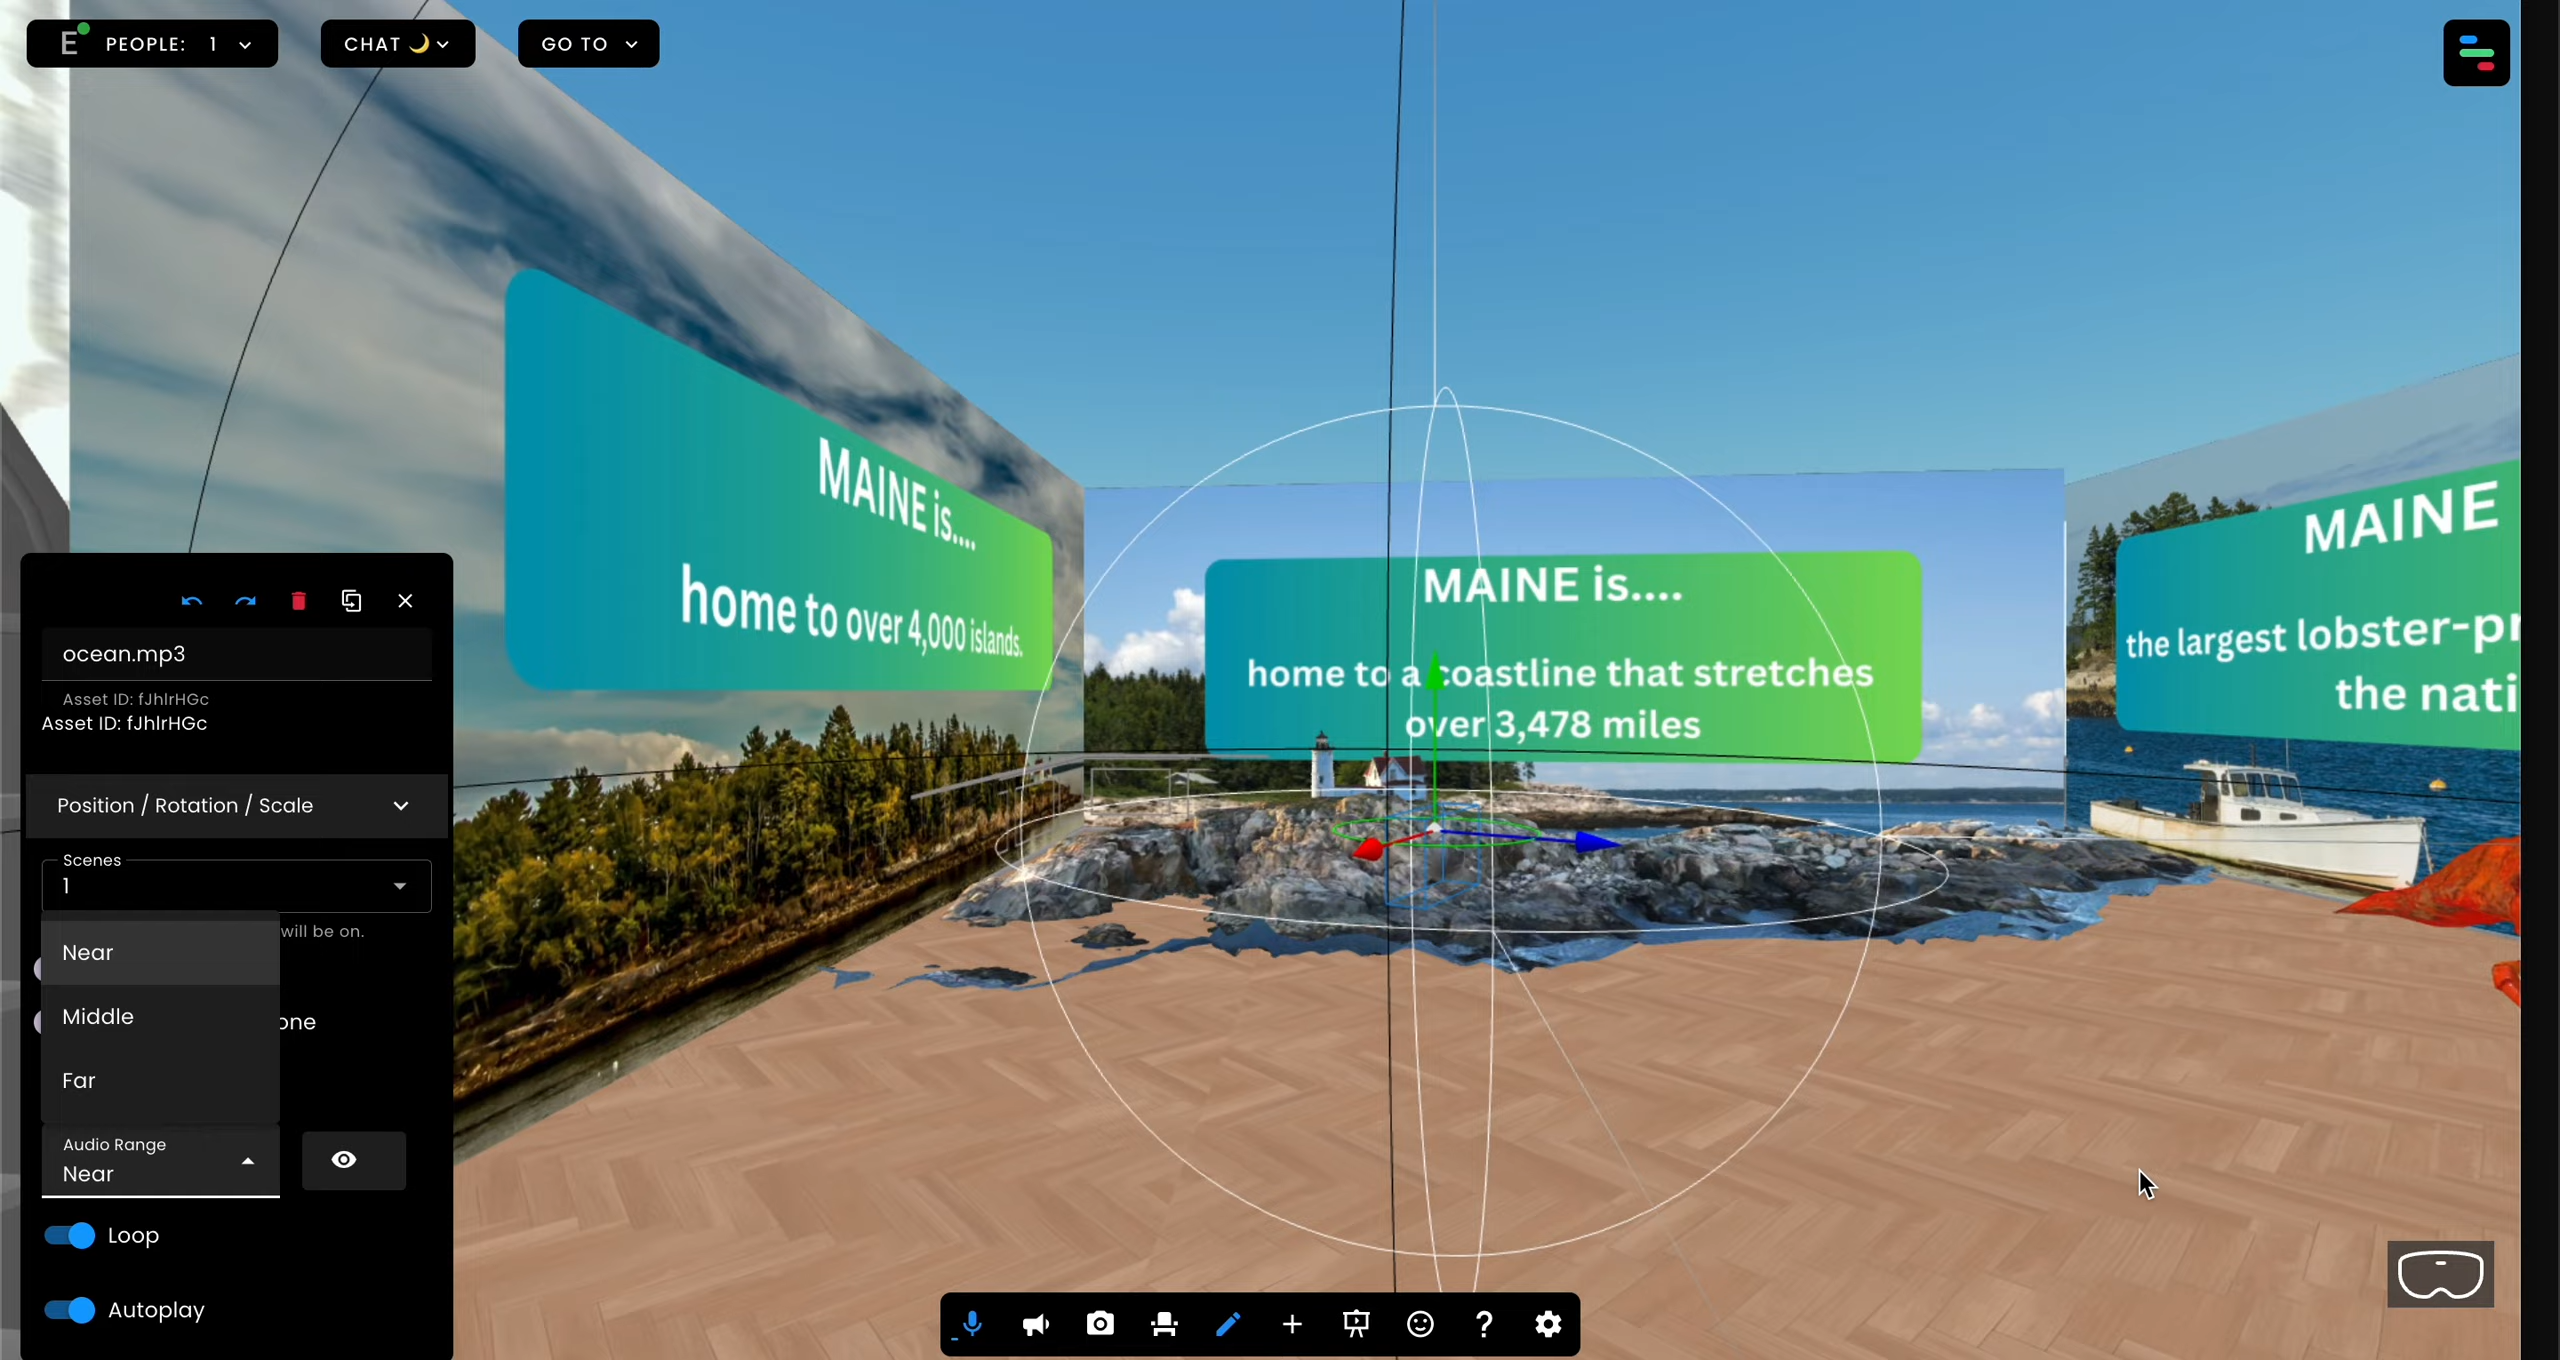 E PEOPLE: 1
CHAT
GO TO
MAINE is....
home to over 4,000 islands.
MAINE is....
home to a coastline that stretches
over 3,478 miles
MAINE
the largest lobster-pr
the nati
ocean.mp3
Asset ID: fJhlrHGc
Asset ID: fJhlrHGc
Position / Rotation / Scale
Scenes
1
will be on.
Near
Middle
one
Far
Audio Range
Near
Loop
Autoplay